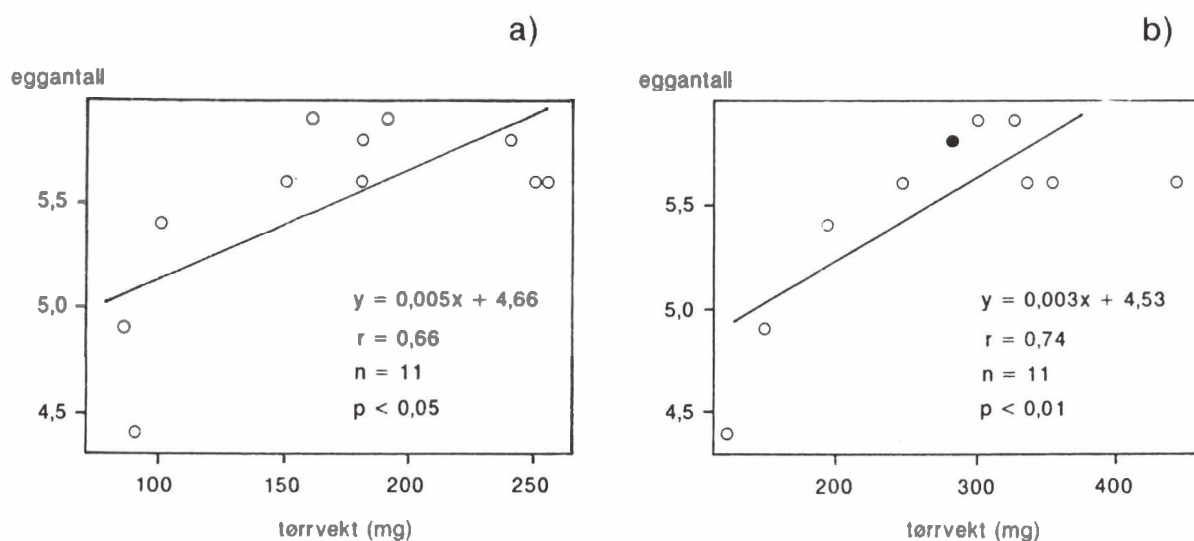 a)
eggantall
5,5
5,0
4,5
y = 0,005x + 4,66
r = 0,66
n = 11
p < 0,05
100 150 200 250
tørrvekt (mg)
b)
eggantall
5,5
5,0
4,5
y = 0,003x + 4,53
r = 0,74
n = 11
p < 0,01
200 300 400
tørrvekt (mg)